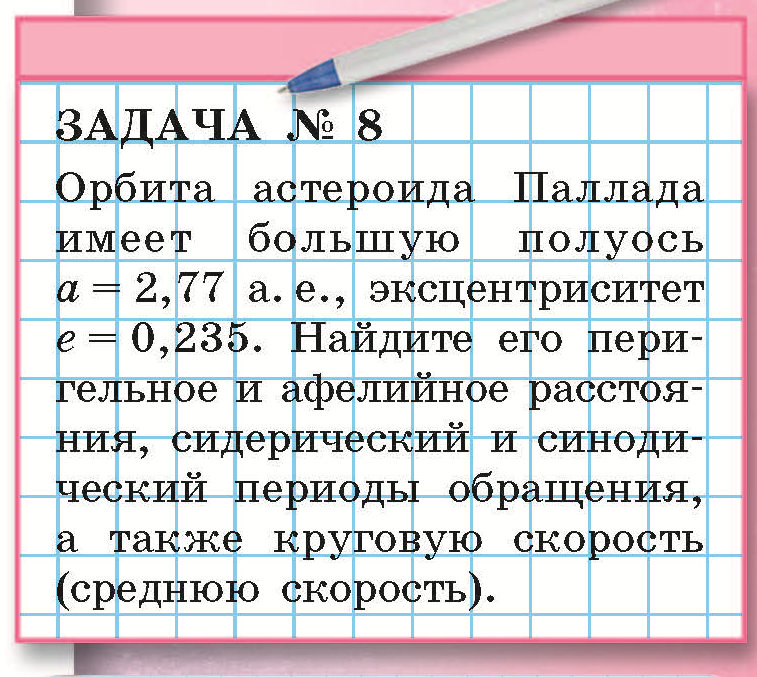 ЗАДАЧА № 8
Орбита астероида Паллада
имеет большую полуось
a = 2,77 а. е., эксцентриситет
e = 0,235. Найдите его пери-
гельное и афелийное расстоя-
ния, сидерический и синоди-
ческий периоды обращения,
а также круговую скорость
(среднюю скорость).